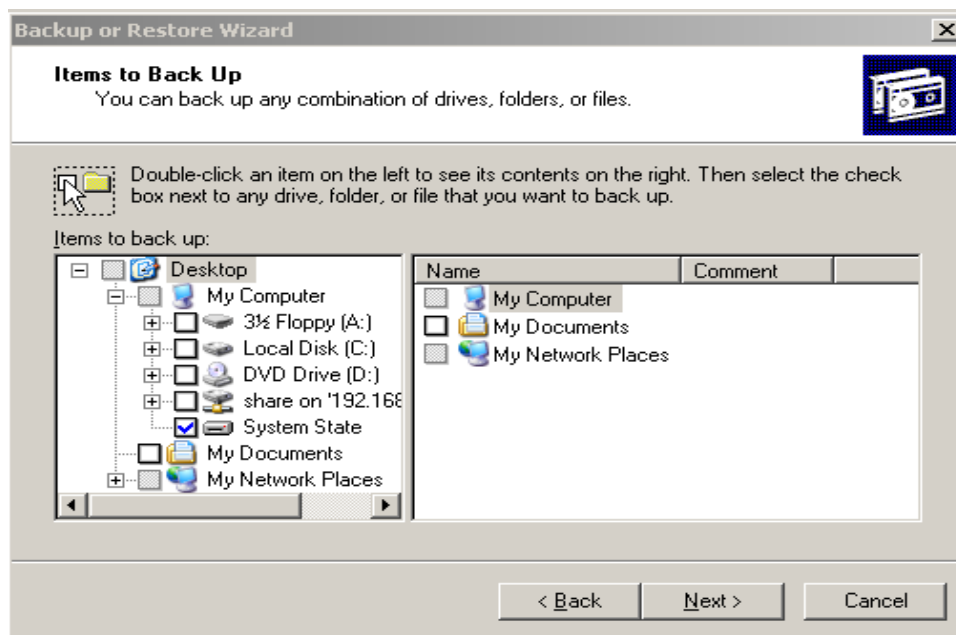 Backup or Restore Wizard
Items to Back Up
You can back up any combination of drives, folders, or files.
Double-click an item on the left to see its contents on the right. Then select the check
box next to any drive, folder, or file that you want to back up.
Items to back up:
Desktop
My Computer
3½ Floppy (A:)
Local Disk (C:)
DVD Drive (D:)
share on '192.168
System State
My Documents
My Network Places
Name Comment
My Computer
My Documents
My Network Places
< Back Next > Cancel